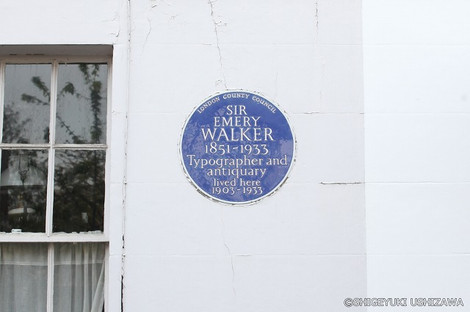 LONDON COUNTY COUNCIL
SIR
EMERY
WALKER
1851-1933
Typographer and
antiquary
lived here
1903-1933
©SHIGEYUKI USHIZAWA